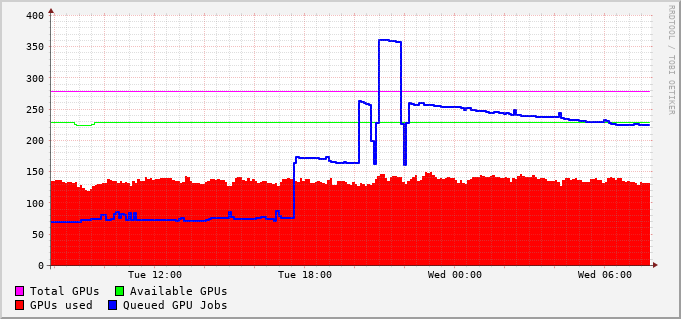 400
350
300
250
200
150
100
50
0
Tue 12:00 Tue 18:00 Wed 00:00 Wed 06:00
Total GPUs Available GPUs
GPUs used Queued GPU Jobs
RRDTOOL / TOBI OETIKER